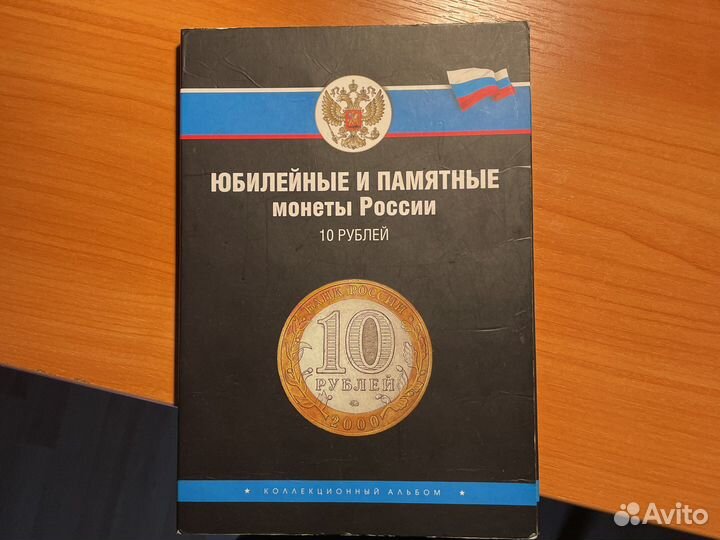 ЮБИЛЕЙНЫЕ И ПАМЯТНЫЕ
монеты России
10 РУБЛЕЙ
БАНК РОССИИ
10
РУБЛЕЙ
2000
КОЛЛЕКЦИОННЫЙ АЛЬБОМ
Avito